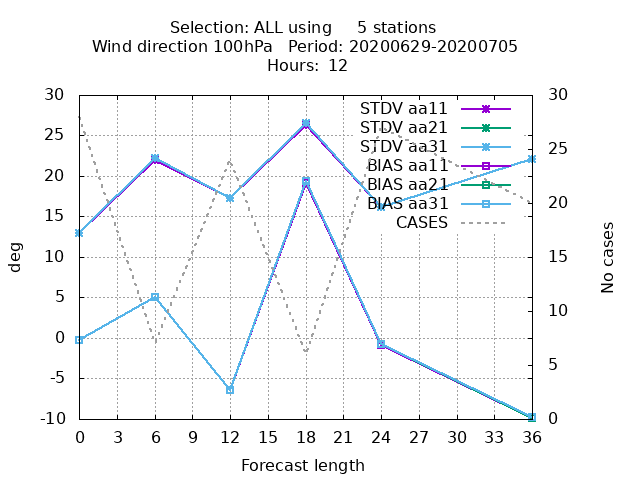 Selection: ALL using     5 stations
Wind direction 100hPa   Period: 20200629-20200705
Hours: 12
30
25
20
15
10
5
0
-5
-10
deg
STDV aa11
STDV aa21
STDV aa31
BIAS aa11
BIAS aa21
BIAS aa31
CASES
30
25
20
15
10
5
0
No cases
0 3 6 9 12 15 18 21 24 27 30 33 36
Forecast length